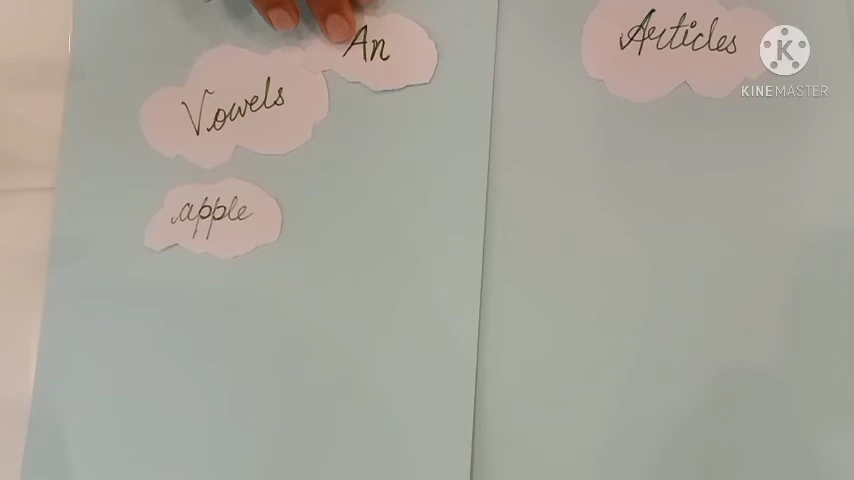 An
Articles
Vowels
apple
K
KINEMASTER